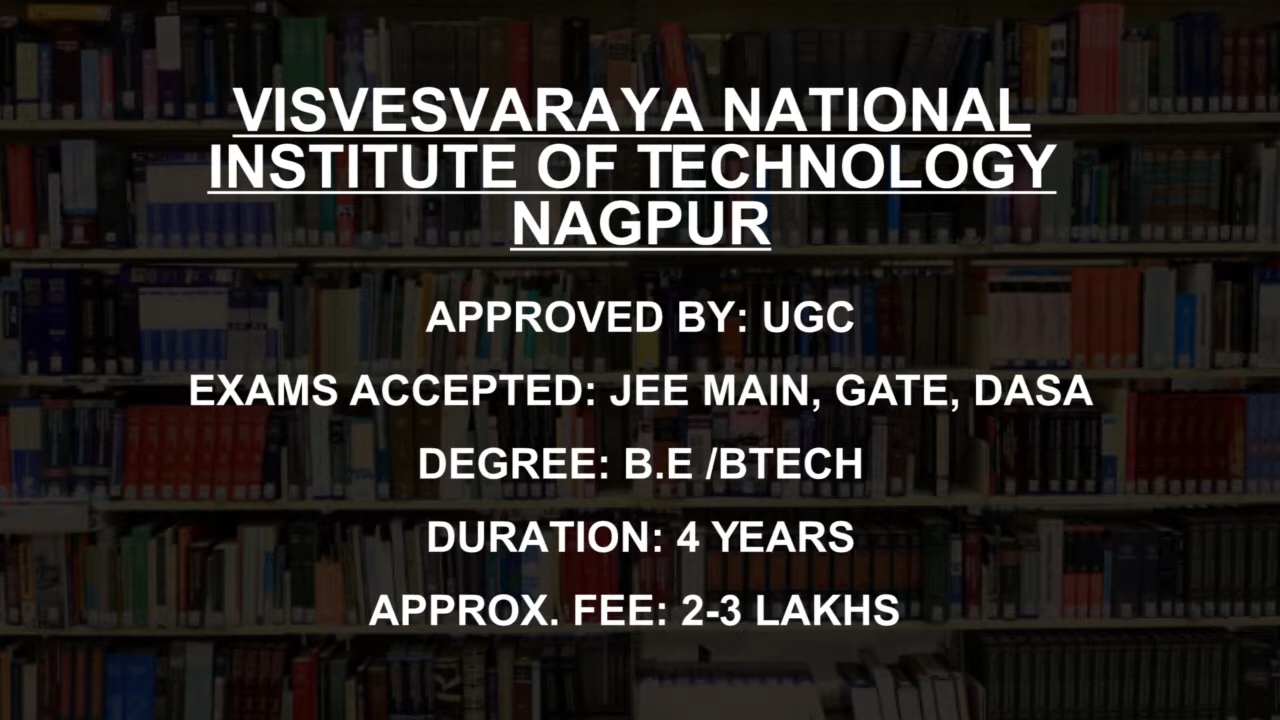 VISVESVARAYA NATIONAL
INSTITUTE OF TECHNOLOGY
NAGPUR
APPROVED BY: UGC
EXAMS ACCEPTED: JEE MAIN, GATE, DASA
DEGREE: B.E /BTECH
DURATION: 4 YEARS
APPROX. FEE: 2-3 LAKHS